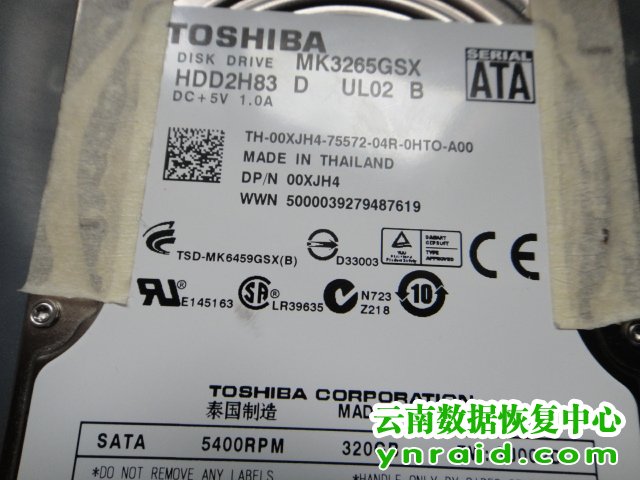 TOSHIBA
DISK DRIVE MK3265GSX
HDD2H83 D UL02 B
DC+5V 1.0A
SERIAL
ATA
TH-00XJH4-75572-04R-0HTO-A00
MADE IN THAILAND
DP/N 00XJH4
WWN 5000039279487619
TSD-MK6459GSX(B)
D33003
TYPE
APPROVED
CE
E145163
LR39635
N723
Z218
10
TOSHIBA CORPORATION
泰国制造
SATA 5400RPM
*DO NOT REMOVE ANY LABELS
云南数据恢复中心
ynraid.com